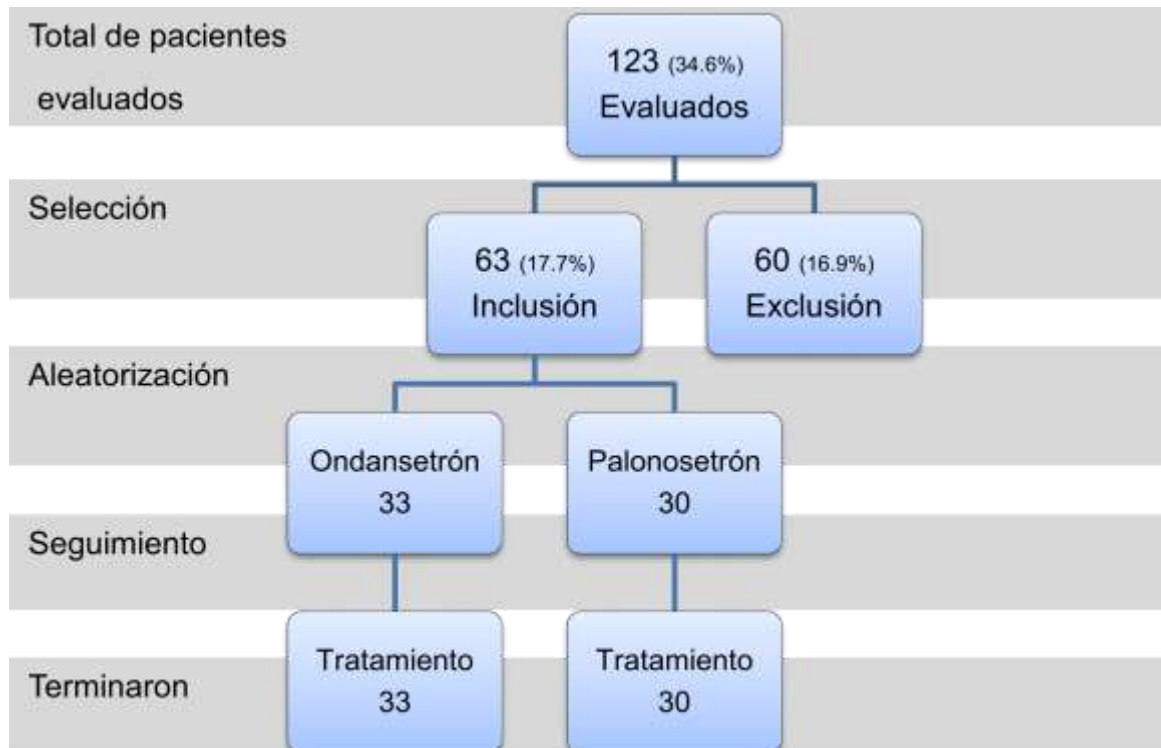 Total de pacientes
evaluados
123 (34.6%)
Evaluados
Selección
63 (17.7%)
Inclusión
60 (16.9%)
Exclusión
Aleatorización
Ondansetrón
33
Palonosetrón
30
Seguimiento
Tratamiento
33
Tratamiento
30
Terminaron